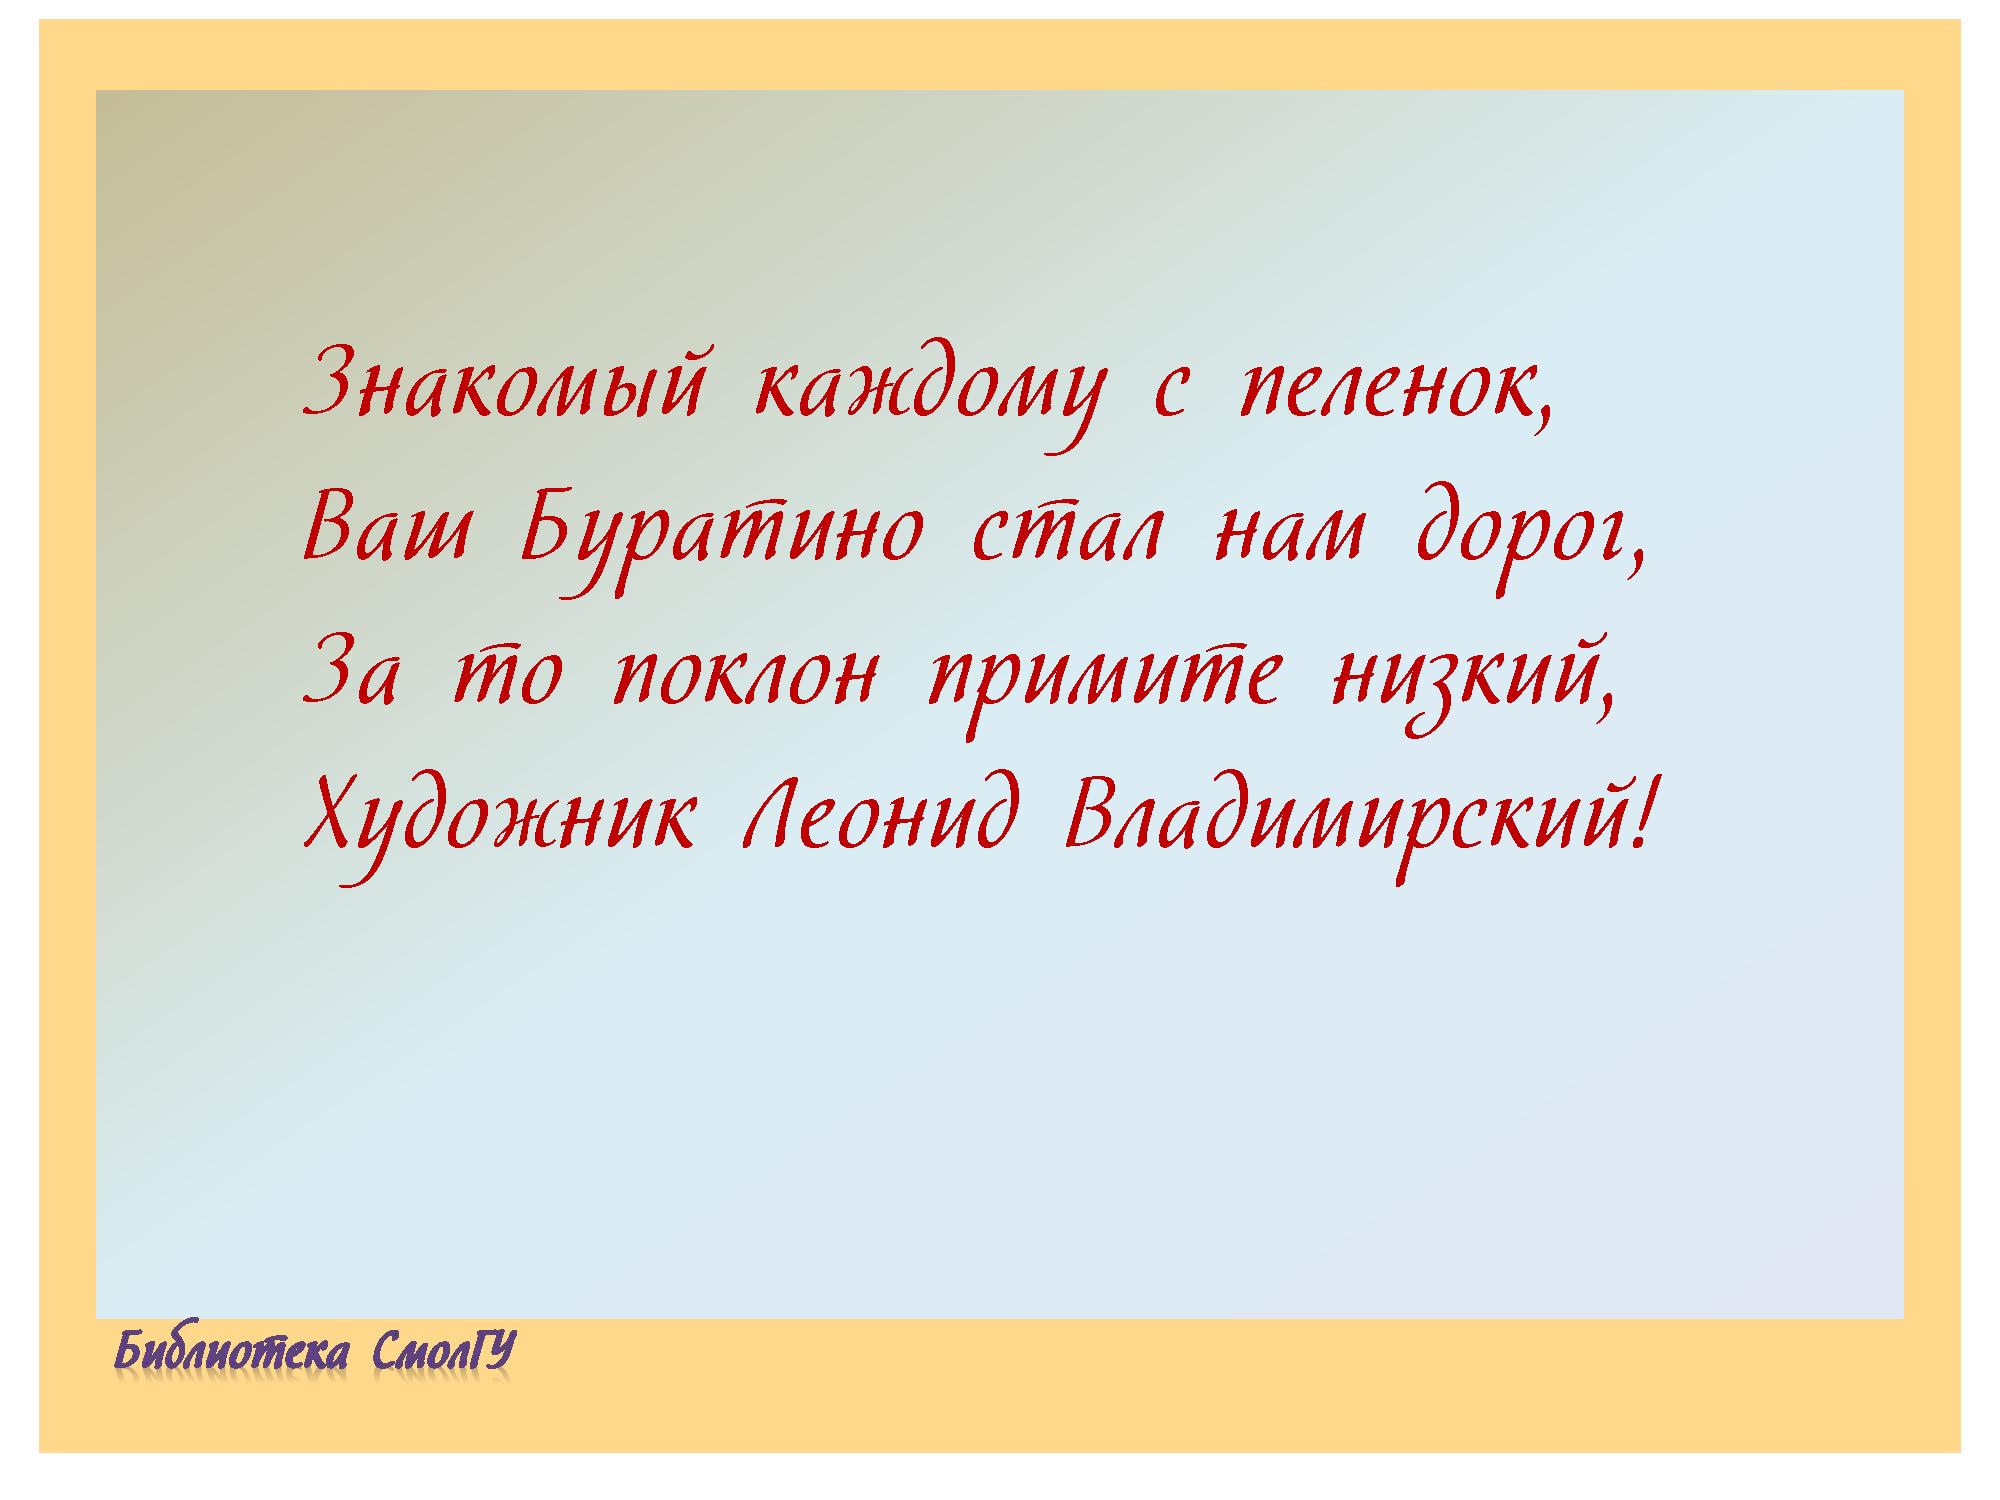 Знакомый каждому с пеленок,
Ваш Буратино стал нам дорог,
За то поклон примите низкий,
Художник Леонид Владимирский!
Библиотека СмолГУ